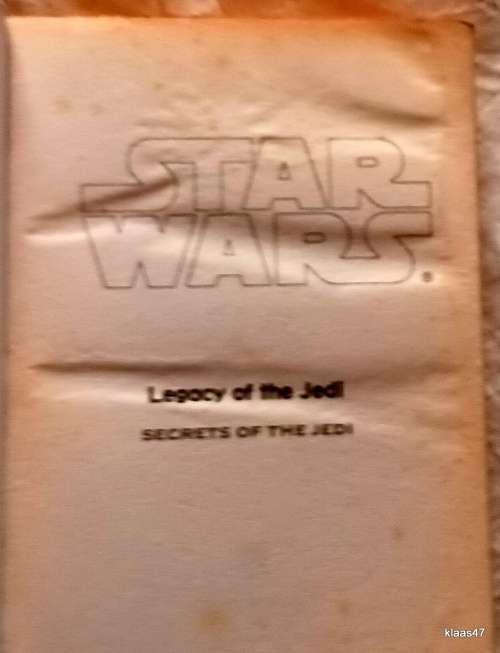 STAR
WARS®
Legacy of the Jedi
SECRETS OF THE JEDI
klaas47